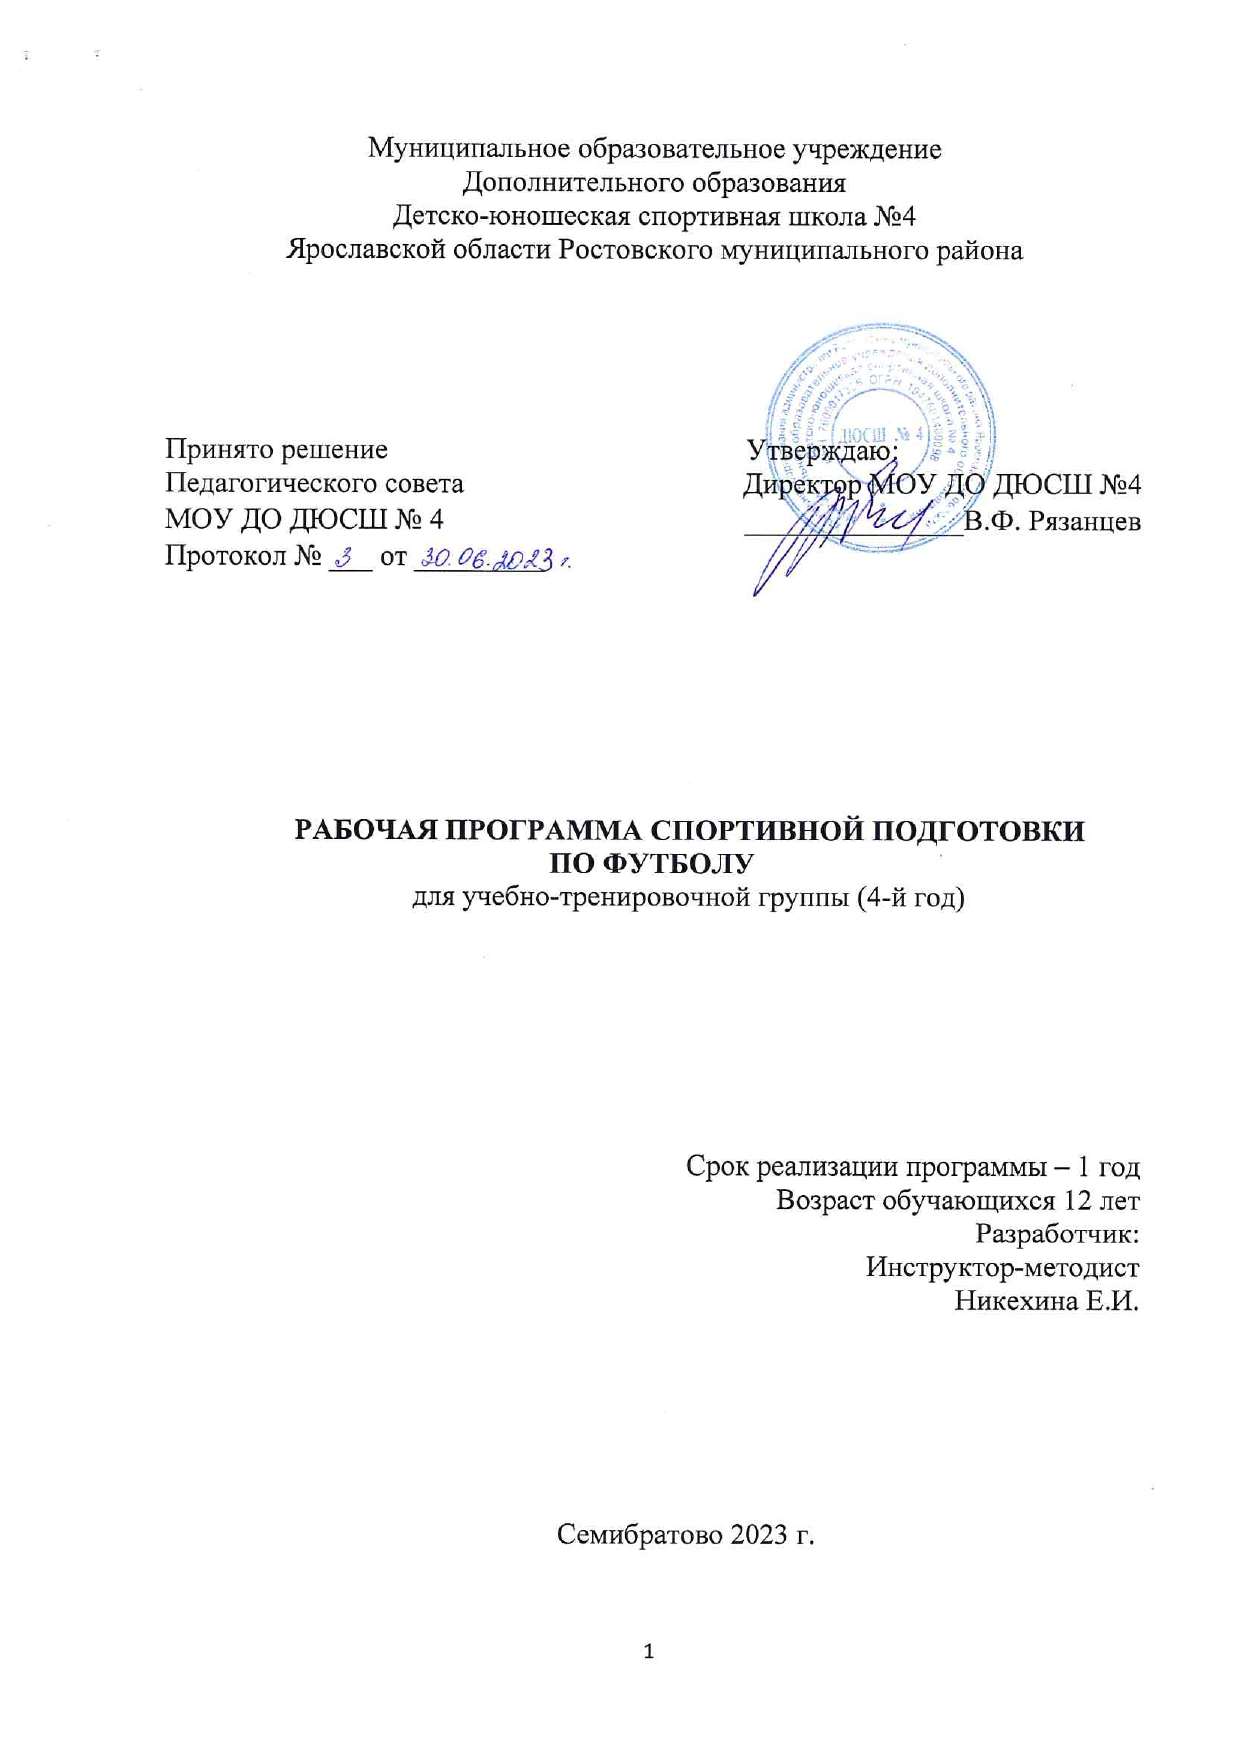 Муниципальное образовательное учреждение
Дополнительного образования
Детско-юношеская спортивная школа №4
Ярославской области Ростовского муниципального района
ДЮСШ № 4
Принято решение
Педагогического совета
МОУ ДО ДЮСШ № 4
Протокол № 3 от 30.06.2023 г.
Утверждаю:
Директор МОУ ДО ДЮСШ №4
В.Ф. Рязанцев
РАБОЧАЯ ПРОГРАММА СПОРТИВНОЙ ПОДГОТОВКИ
ПО ФУТБОЛУ
для учебно-тренировочной группы (4-й год)
Срок реализации программы – 1 год
Возраст обучающихся 12 лет
Разработчик:
Инструктор-методист
Никехина Е.И.
Семибратово 2023 г.
1